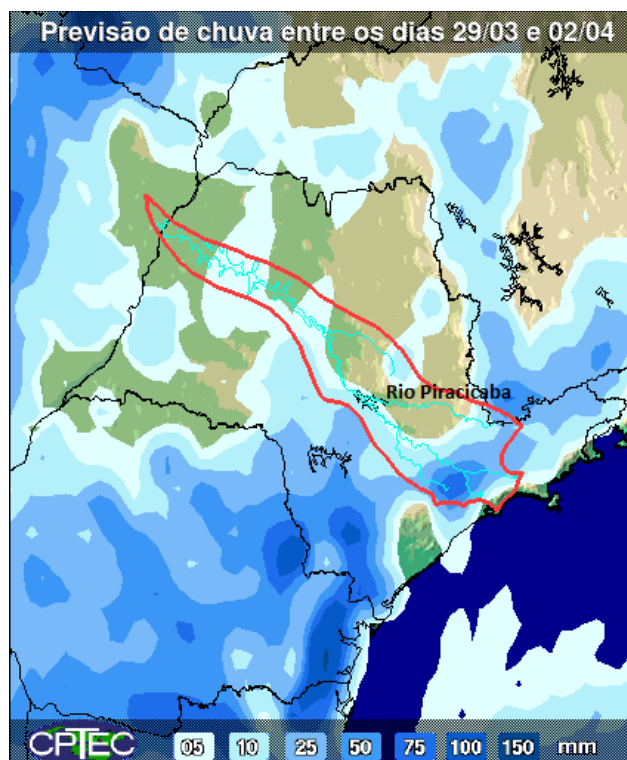 Previsão de chuva entre os dias 29/03 e 02/04
Rio Piracicaba
CPTEC 05 10 25 50 75 100 150 mm